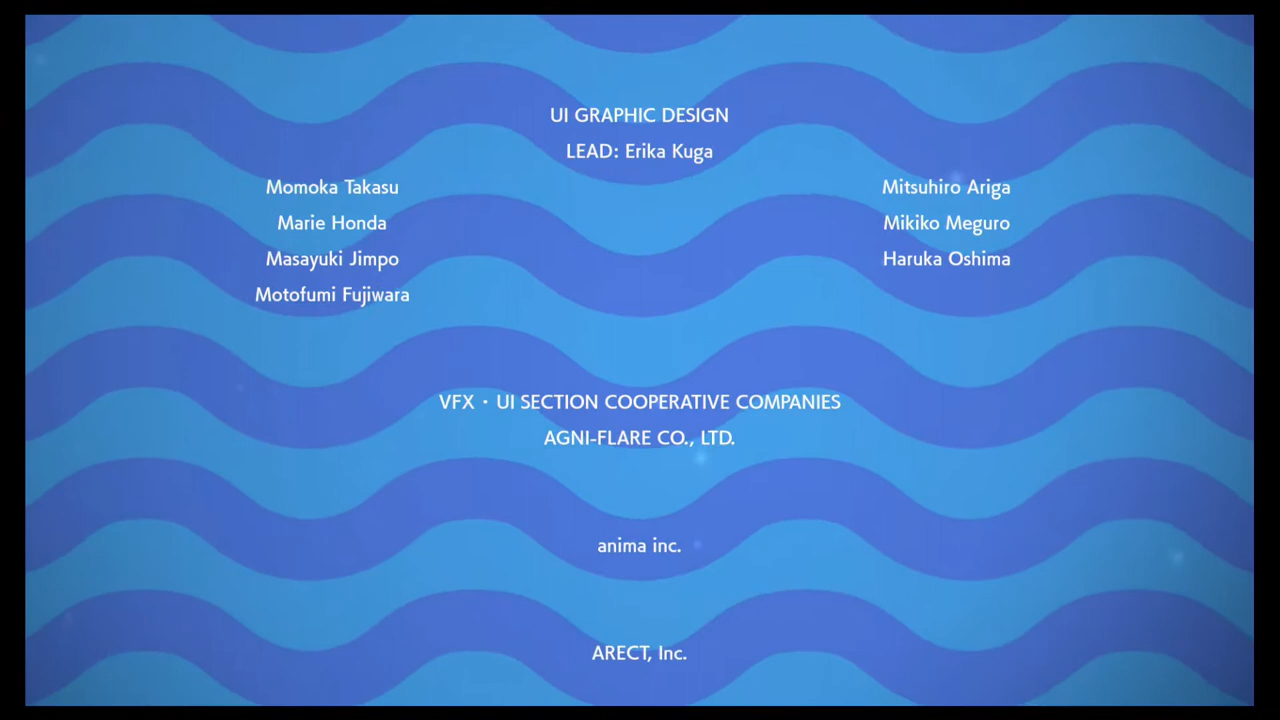 UI GRAPHIC DESIGN
LEAD: Erika Kuga
Momoka Takasu Mitsuhiro Ariga
Marie Honda Mikiko Meguro
Masayuki Jimpo Haruka Oshima
Motofumi Fujiwara
VFX・UI SECTION COOPERATIVE COMPANIES
AGNI-FLARE CO., LTD.
anima inc.
ARECT, Inc.